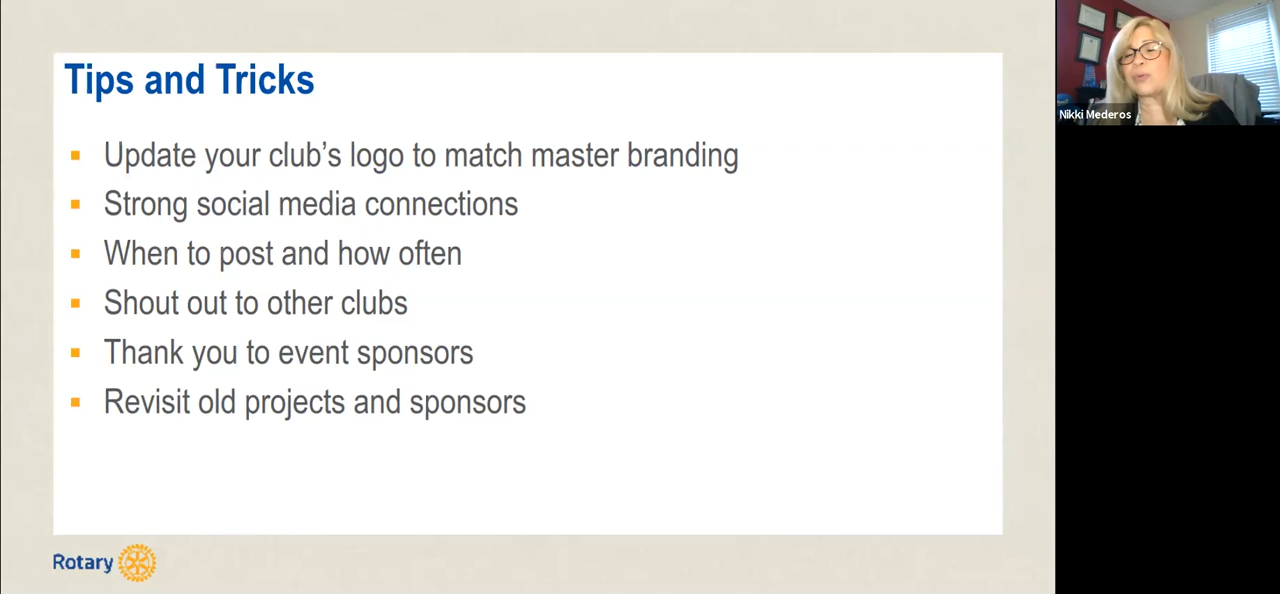 Tips and Tricks
Update your club’s logo to match master branding
Strong social media connections
When to post and how often
Shout out to other clubs
Thank you to event sponsors
Revisit old projects and sponsors
Rotary
Nikki Mederos